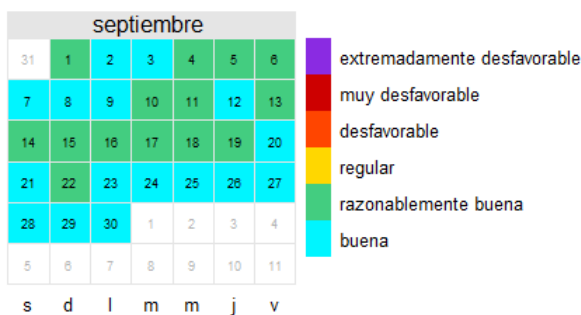 septiembre
31 1 2 3 4 5 6
7 8 9 10 11 12 13
14 15 16 17 18 19 20
21 22 23 24 25 26 27
28 29 30 1 2 3 4
5 6 7 8 9 10 11
s d l m m j v
extremadamente desfavorable
muy desfavorable
desfavorable
regular
razonablemente buena
buena